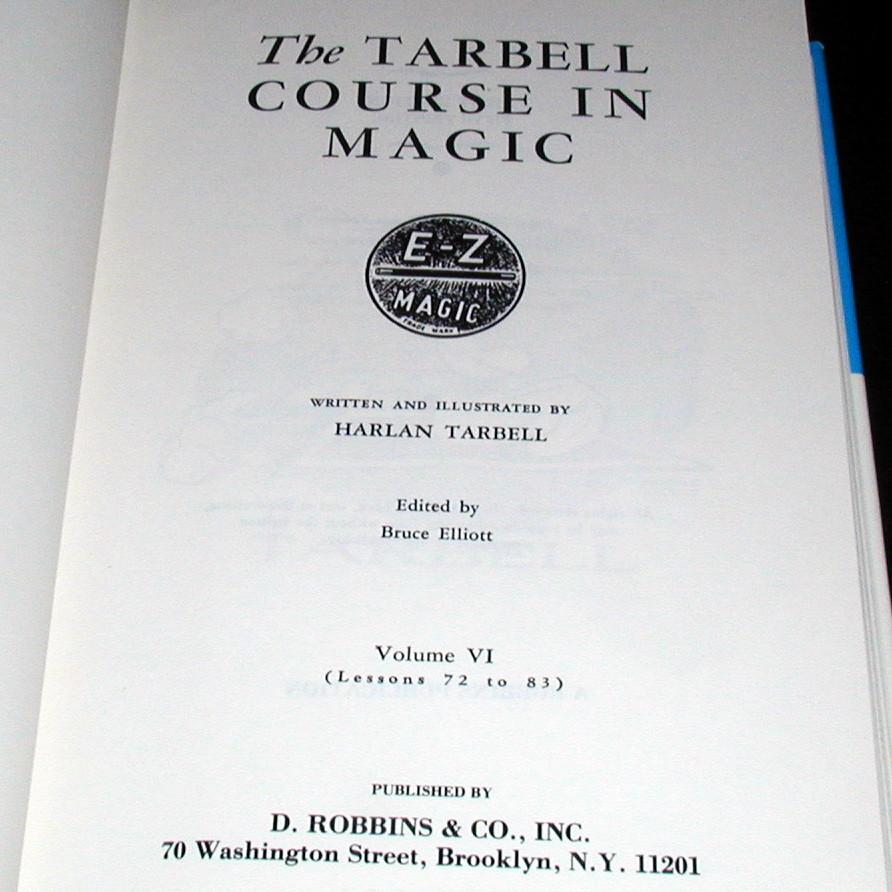 The TARBELL
COURSE IN
MAGIC
E-Z
MAGIC
TRADE MARK
WRITTEN AND ILLUSTRATED BY
HARLAN TARBELL
Edited by
Bruce Elliott
Volume VI
(Lessons 72 to 83)
PUBLISHED BY
D. ROBBINS & CO., INC.
70 Washington Street, Brooklyn, N.Y. 11201